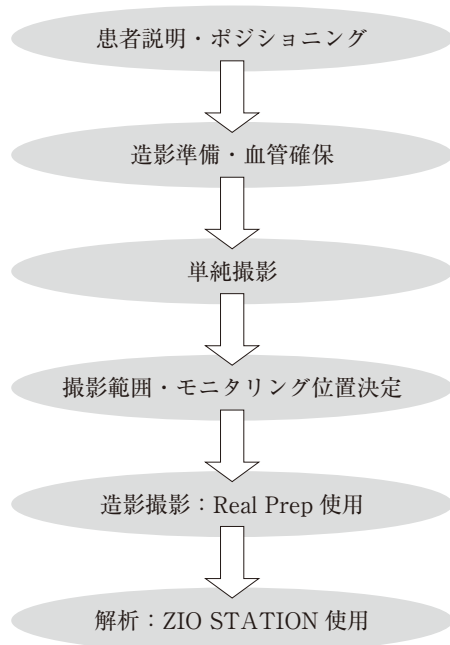 患者説明・ポジショニング
造影準備・血管確保
単純撮影
撮影範囲・モニタリング位置決定
造影撮影：Real Prep 使用
解析：ZIO STATION 使用